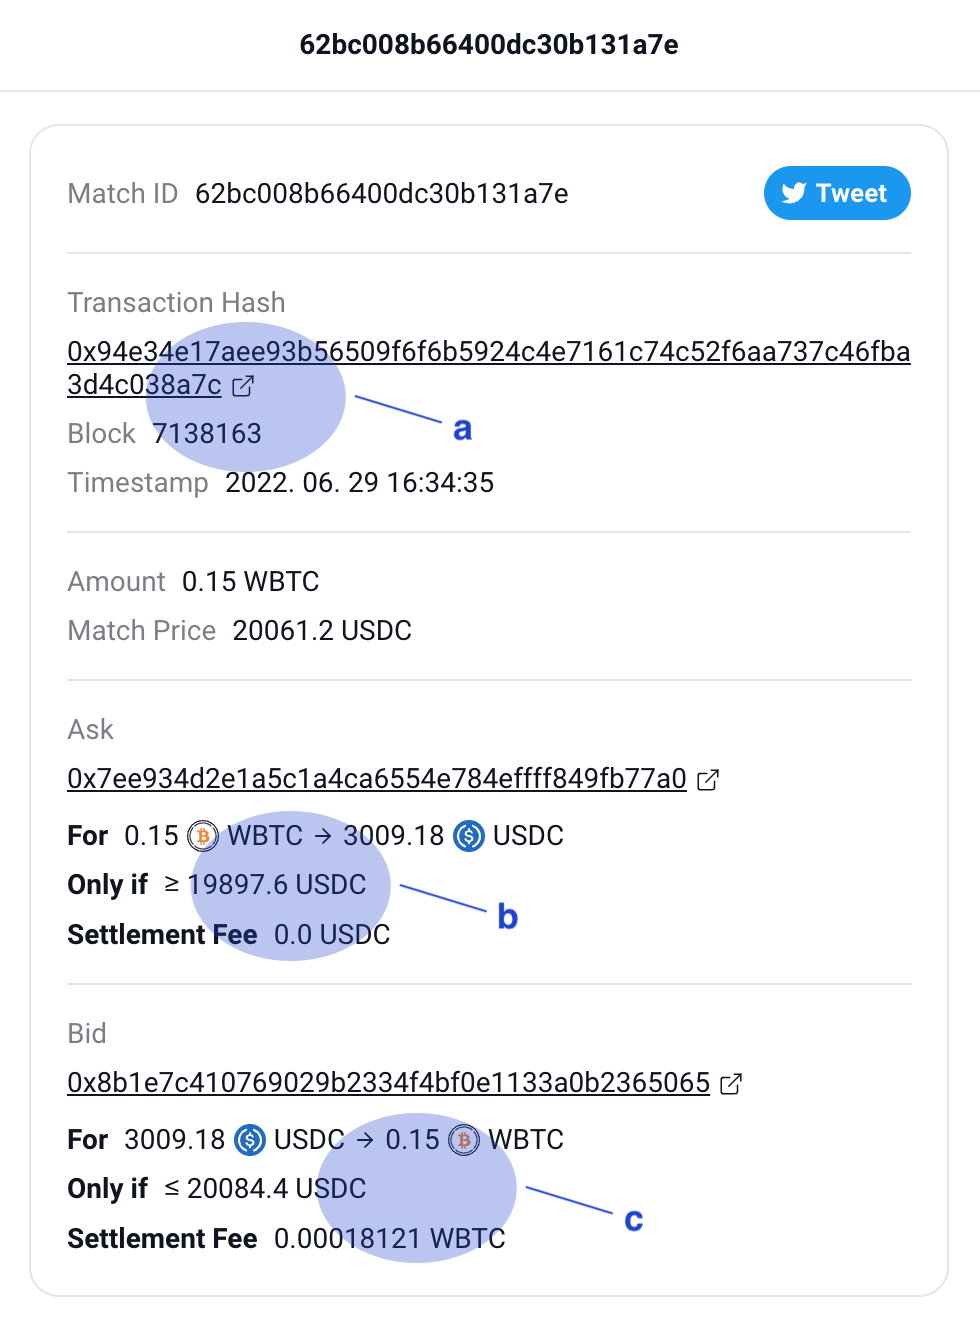 62bc008b66400dc30b131a7e
Match ID 62bc008b66400dc30b131a7e
Tweet
Transaction Hash
0x94e34e17aee93b56509f6f6b5924c4e7161c74c52f6aa737c46fba
3d4c038a7c
Block 7138163
a
Timestamp 2022. 06. 29 16:34:35
Amount 0.15 WBTC
Match Price 20061.2 USDC
Ask
0x7ee934d2e1a5c1a4ca6554e784effff849fb77a0
For 0.15 WBTC → 3009.18 USDC
Only if ≥ 19897.6 USDC
b
Settlement Fee 0.0 USDC
Bid
0x8b1e7c410769029b2334f4bf0e1133a0b2365065
For 3009.18 USDC → 0.15 WBTC
Only if ≤ 20084.4 USDC
c
Settlement Fee 0.00018121 WBTC